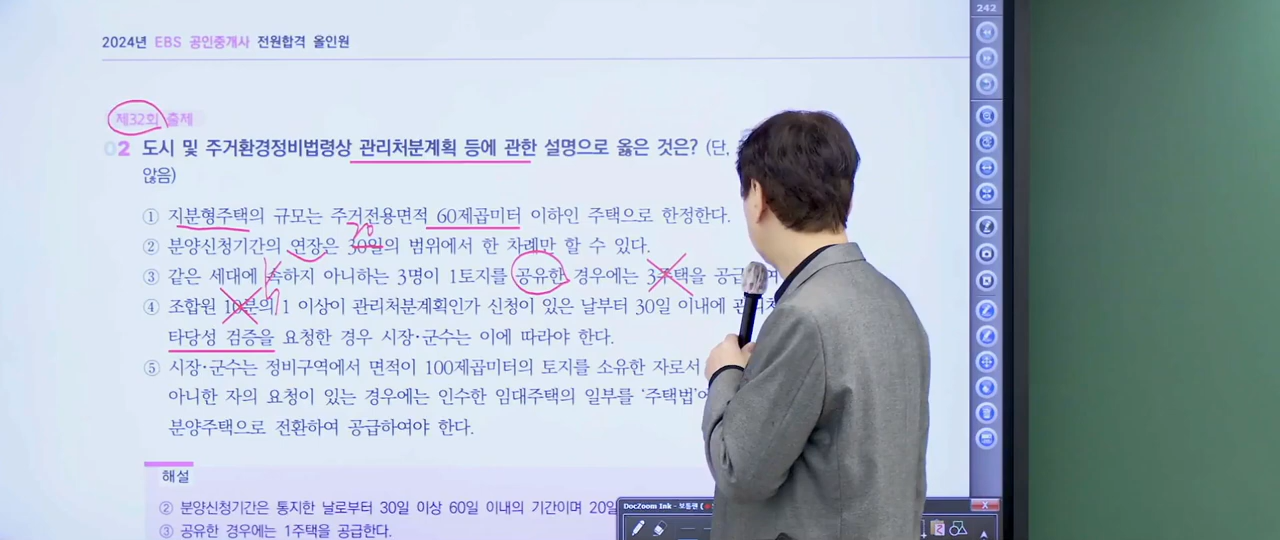 242
2024년 EBS 공인중개사 전원합격 올인원
제32회 출제
02 도시 및 주거환경정비법령상 관리처분계획 등에 관한 설명으로 옳은 것은? (단,
않음)
① 지분형주택의 규모는 주거전용면적 60제곱미터 이하인 주택으로 한정한다.
20
② 분양신청기간의 연장은 30일의 범위에서 한 차례만 할 수 있다.
③ 같은 세대에 속하지 아니하는 3명이 1토지를 공유한 경우에는 3주택을
④ 조합원 10분의 1 이상이 관리처분계획인가 신청이 있은 날부터 30일 이내에
타당성 검증을 요청한 경우 시장·군수는 이에 따라야 한다.
⑤ 시장·군수는 정비구역에서 면적이 100제곱미터의 토지를 소유한 자로서
아니한 자의 요청이 있는 경우에는 인수한 임대주택의 일부를 ‘주택법’
분양주택으로 전환하여 공급하여야 한다.
해설
② 분양신청기간은 통지한 날로부터 30일 이상 60일 이내의 기간이며 20일
③ 공유한 경우에는 1주택을 공급한다.
DocZoom Ink - 보통펜